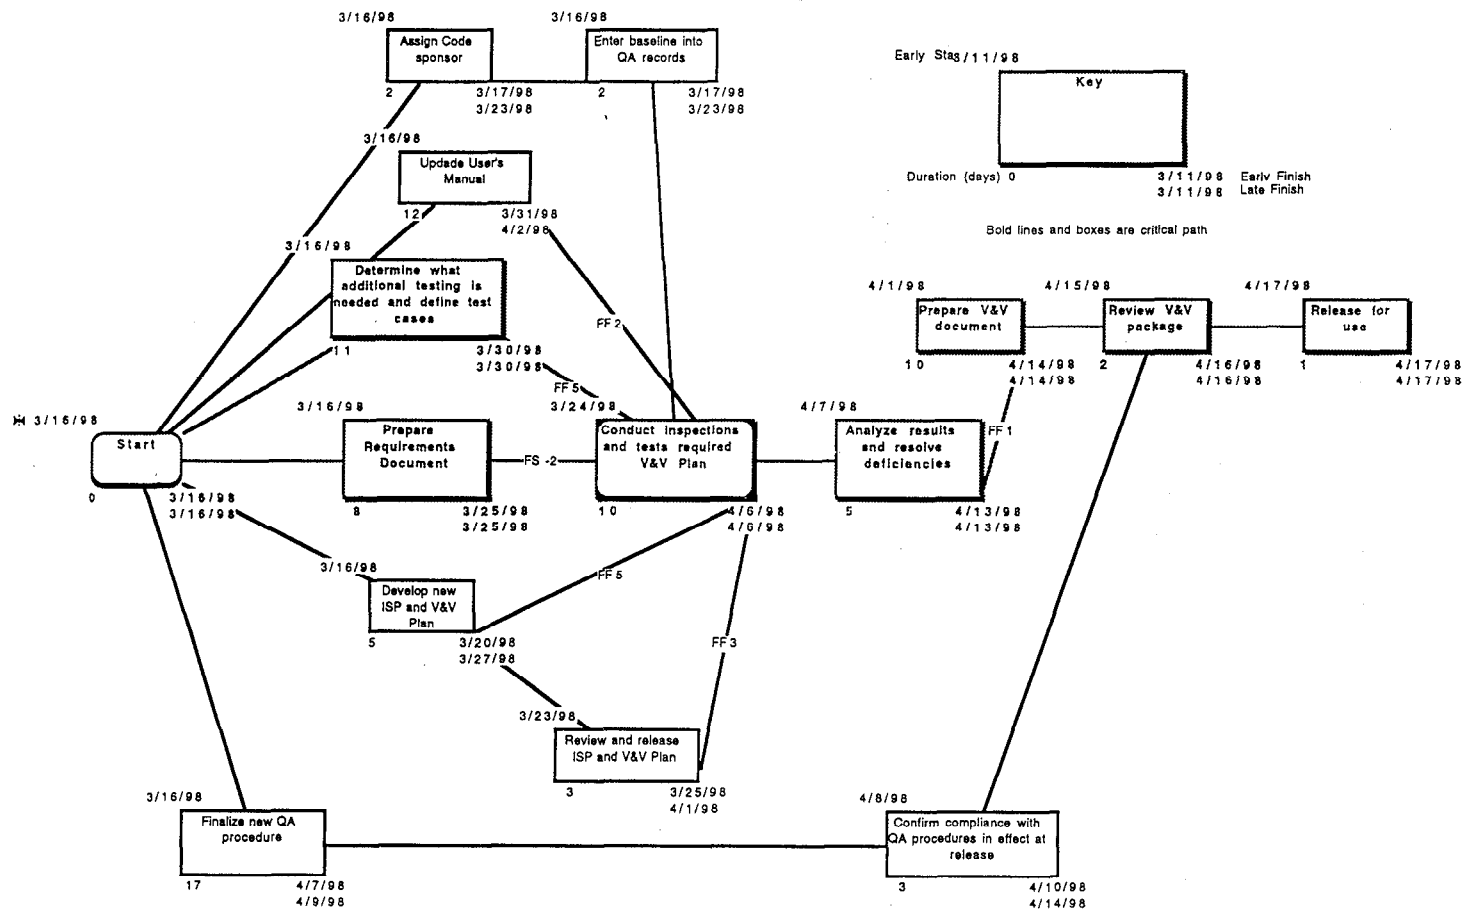 3/16/98
Assign Code
sponsor
2
3/17/98
3/23/98
3/16/98
Enter baseline into
QA records
2
3/17/98
3/23/98
Early Sta3/11/98
Key
Duration (days) 0
3/11/98 Early Finish
3/11/98 Late Finish
Bold lines and boxes are critical path
3/16/98
Updade User's
Manual
12
3/31/98
4/2/98
3/16/98
Determine what
additional testing is
needed and define test
cases
11
3/30/98
3/30/98
FF 2
FF 5
4/1/98
Prepare V&V
document
10
4/14/98
4/14/98
4/15/98
Review V&V
package
2
4/16/98
4/16/98
4/17/98
Release for
use
1
4/17/98
4/17/98
3/16/98
Start
0
3/16/98
3/16/98
3/16/98
Prepare
Requirements
Document
8
3/25/98
3/25/98
FS -2
3/24/98
Conduct Inspections
and tests required
V&V Plan
10
4/6/98
4/6/98
4/7/98
Analyze results
and resolve
deficiencies
5
4/13/98
4/13/98
FF 1
3/16/98
Develop new
ISP and V&V
Plan
5
3/20/98
3/27/98
FF 5
FF 3
3/23/98
Review and release
ISP and V&V Plan
3
3/25/98
4/1/98
3/16/98
Finalize new QA
procedure
17
4/7/98
4/9/98
4/8/98
Confirm compliance with
QA procedures in effect at
release
3
4/10/98
4/14/98